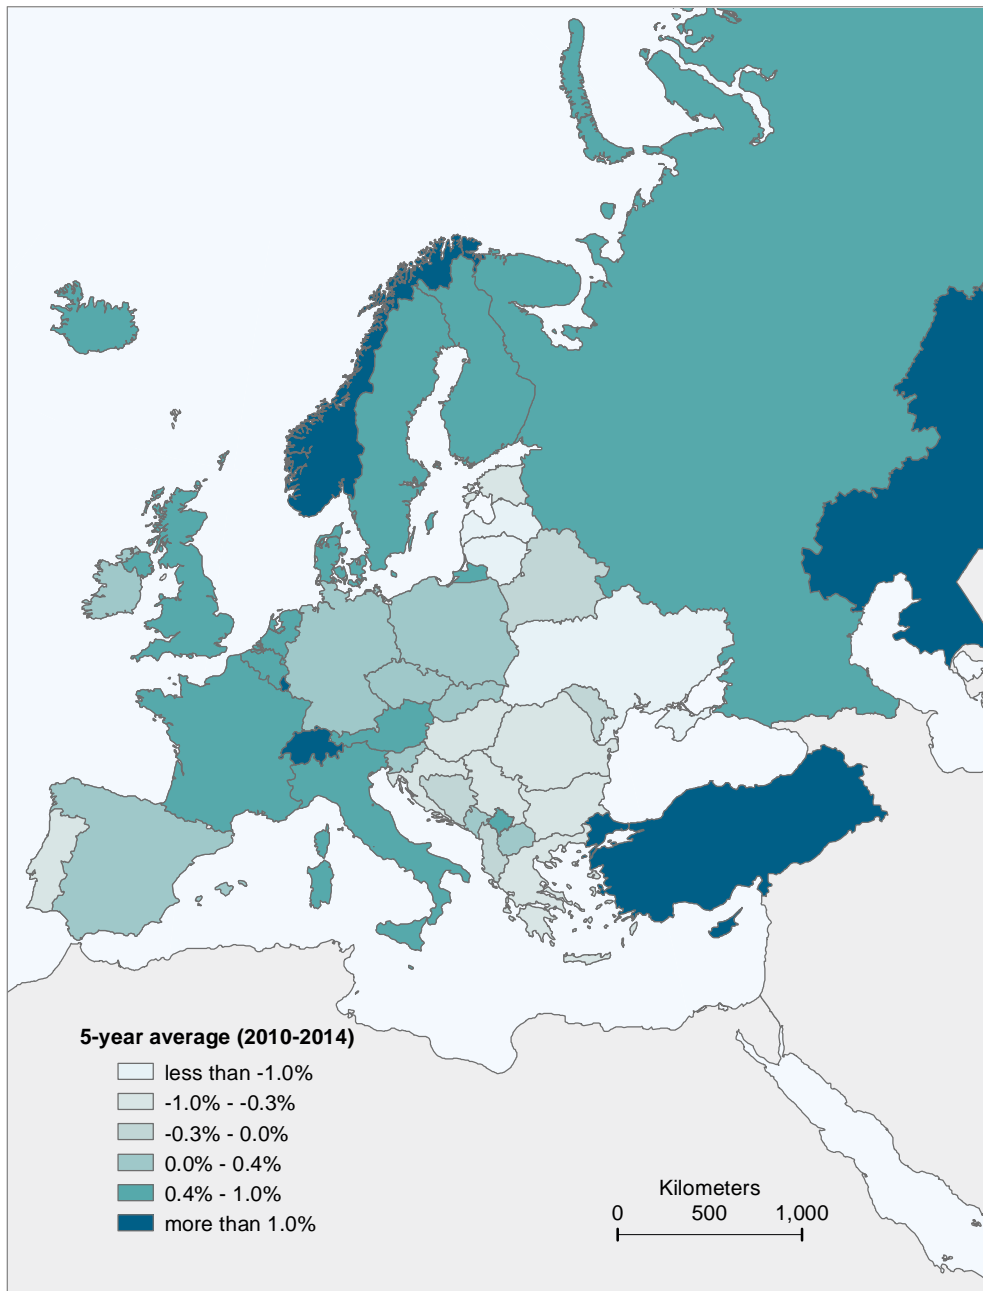 5-year average (2010-2014)
less than -1.0%
-1.0% - -0.3%
-0.3% - 0.0%
0.0% - 0.4%
0.4% - 1.0%
more than 1.0%
Kilometers
0 500 1,000